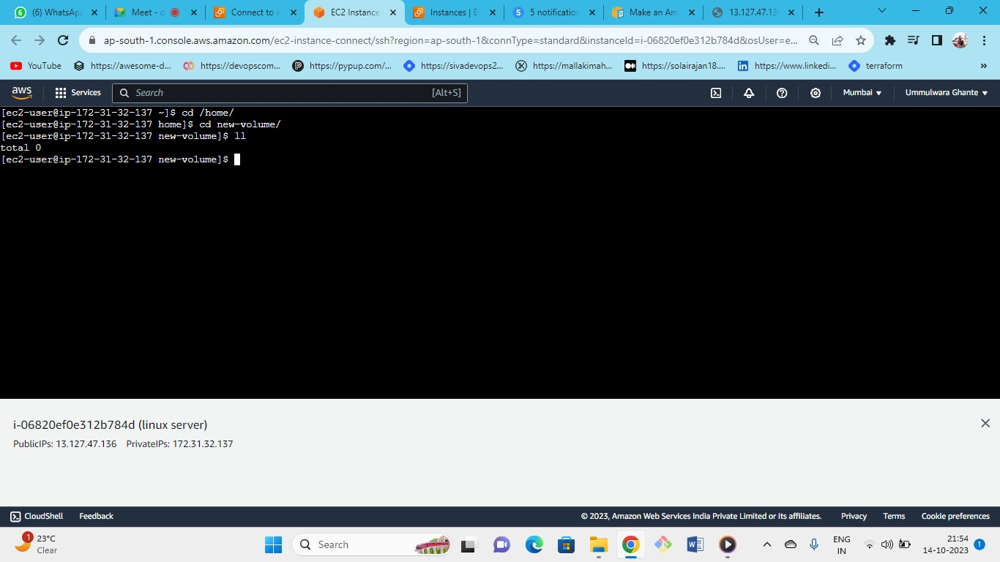 (6) WhatsAp
Meet - d
Connect to i
EC2 Instance
Instances | E
5 notification
Make an Am
13.127.47.13
ap-south-1.console.aws.amazon.com/ec2-instance-connect/ssh?region=ap-south-1&connType=standard&instanceId=i-06820ef0e312b784d&osUser=e...
YouTube
https://awesome-d...
https://devopscom...
https://pypup.com/...
https://sivadevops2...
https://mallakimah...
https://solairajan18....
https://www.linkedi...
terraform
»
aws
Services
Search
[Alt+S]
Mumbai
Ummulwara Ghante
[ec2-user@ip-172-31-32-137 ~]$ cd /home/
[ec2-user@ip-172-31-32-137 home]$ cd new-volume/
[ec2-user@ip-172-31-32-137 new-volume]$ ll
total 0
[ec2-user@ip-172-31-32-137 new-volume]$
i-06820ef0e312b784d (linux server)
PublicIPs: 13.127.47.136 PrivateIPs: 172.31.32.137
CloudShell
Feedback
© 2023, Amazon Web Services India Private Limited or its affiliates.
Privacy
Terms
Cookie preferences
1
23°C
Clear
Search
ENG
IN
21:54
14-10-2023
1